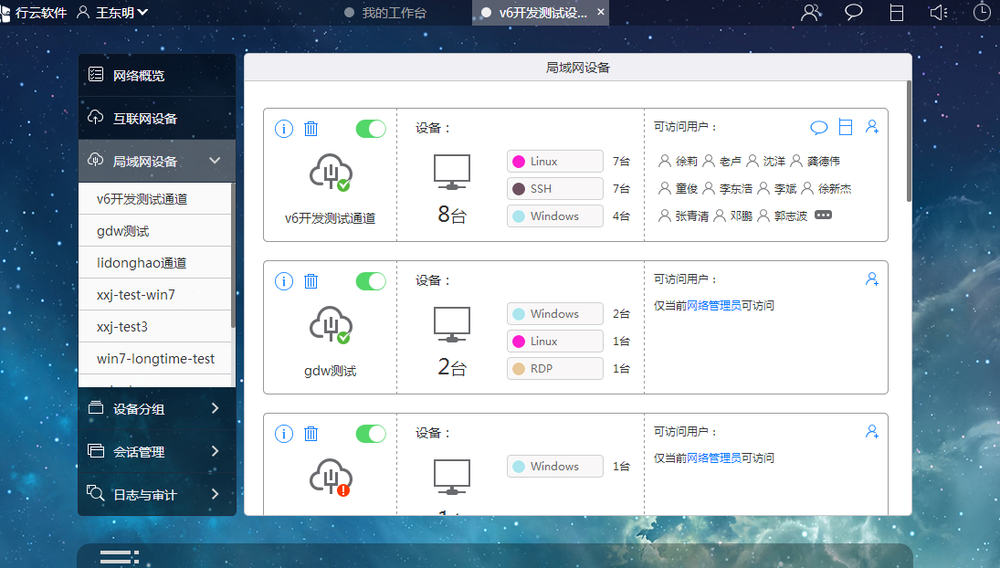 行云软件 王东明 我的工作台 v6开发测试设...
网络概览
互联网设备
局域网设备
v6开发测试通道
gdw测试
lidonghao通道
xxj-test-win7
xxj-test3
win7-longtime-test
设备分组
会话管理
日志与审计
局域网设备
v6开发测试通道
设备：
8台
Linux 7台
SSH 7台
Windows 4台
可访问用户：
徐莉 老卢 沈洋 龚德伟
童俊 李东浩 李斌 徐新杰
张青清 邓鹏 郭志波
gdw测试
设备：
2台
Windows 2台
Linux 1台
RDP 1台
可访问用户：
仅当前网络管理员可访问
设备：
Windows 1台
可访问用户：
仅当前网络管理员可访问